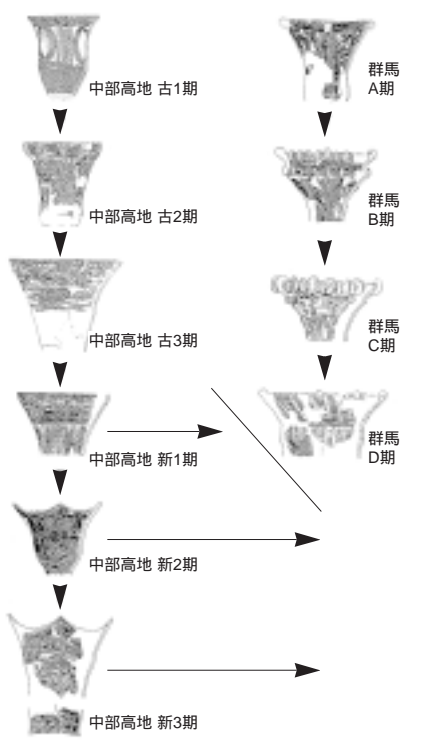 中部高地 古1期
中部高地 古2期
中部高地 古3期
中部高地 新1期
中部高地 新2期
中部高地 新3期
群馬
A期
群馬
B期
群馬
C期
群馬
D期